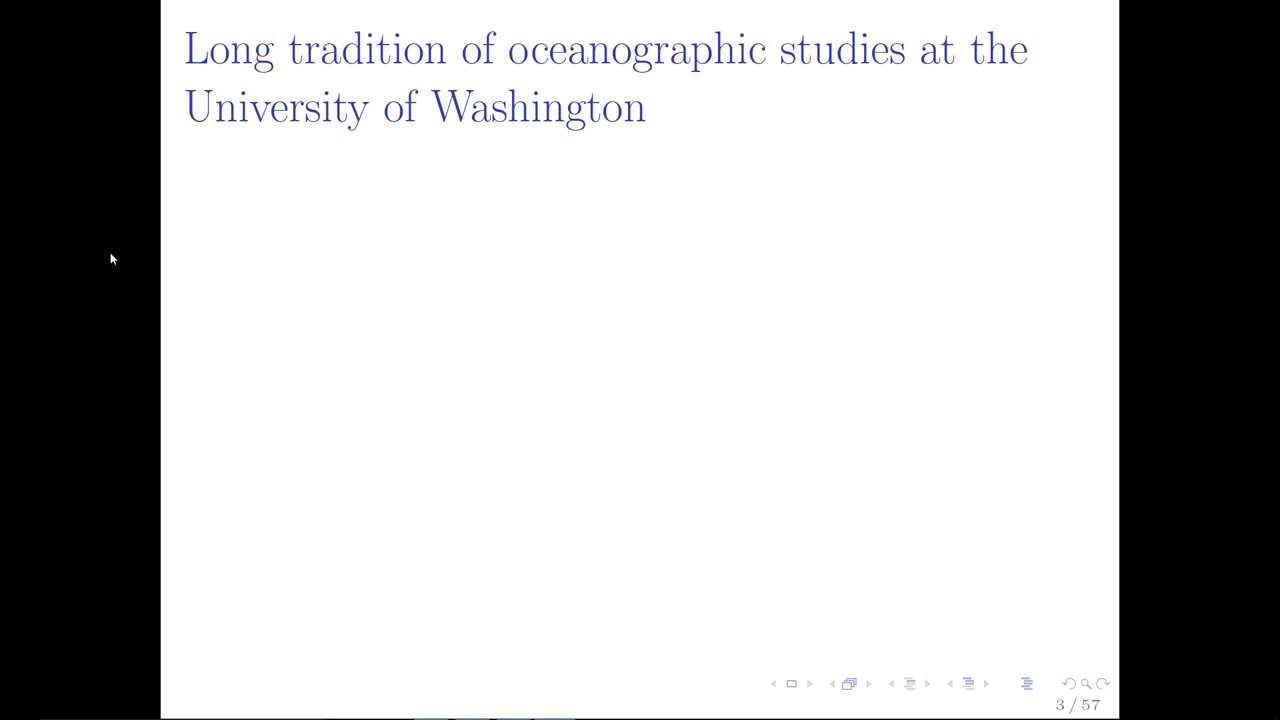 Long tradition of oceanographic studies at the
University of Washington
3 / 57